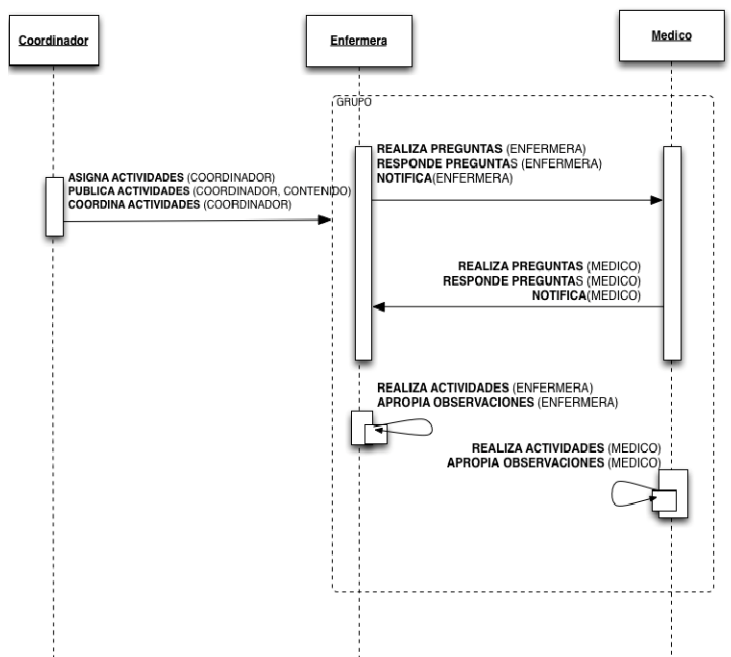 Coordinador
Enfermera
Medico
GRUPO
REALIZA PREGUNTAS (ENFERMERA)
RESPONDE PREGUNTAS (ENFERMERA)
NOTIFICA(ENFERMERA)
ASIGNA ACTIVIDADES (COORDINADOR)
PUBLICA ACTIVIDADES (COORDINADOR, CONTENIDO)
COORDINA ACTIVIDADES (COORDINADOR)
REALIZA PREGUNTAS (MEDICO)
RESPONDE PREGUNTAS (MEDICO)
NOTIFICA(MEDICO)
REALIZA ACTIVIDADES (ENFERMERA)
APROPIA OBSERVACIONES (ENFERMERA)
REALIZA ACTIVIDADES (MEDICO)
APROPIA OBSERVACIONES (MEDICO)